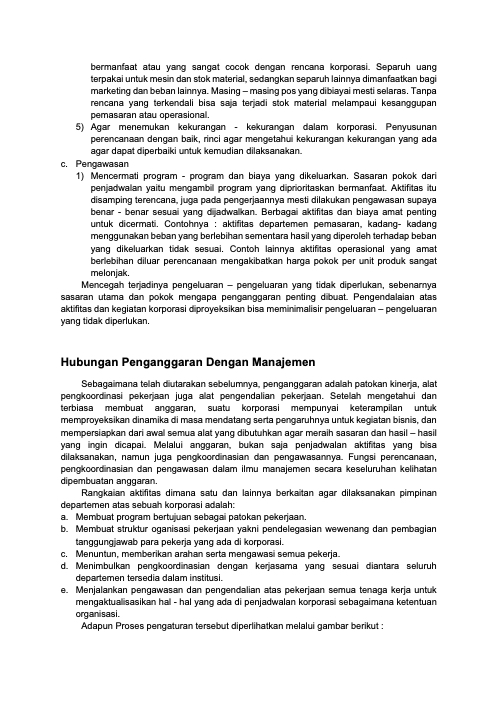 bermanfaat atau yang sangat cocok dengan rencana korporasi. Separuh uang
terpakai untuk mesin dan stok material, sedangkan separuh lainnya dimanfaatkan bagi
marketing dan beban lainnya. Masing – masing pos yang dibiayai mesti selaras. Tanpa
rencana yang terkendali bisa saja terjadi stok material melampaui kesanggupan
pemasaran atau operasional.
5) Agar menemukan kekurangan - kekurangan dalam korporasi. Penyusunan
perencanaan dengan baik, rinci agar mengetahui kekurangan kekurangan yang ada
agar dapat diperbaiki untuk kemudian dilaksanakan.
c. Pengawasan
1) Mencermati program - program dan biaya yang dikeluarkan. Sasaran pokok dari
penjadwalan yaitu mengambil program yang diprioritaskan bermanfaat. Aktifitas itu
disamping terencana, juga pada pengerjaannya mesti dilakukan pengawasan supaya
benar - benar sesuai yang dijadwalkan. Berbagai aktifitas dan biaya amat penting
untuk dicermati. Contohnya : aktifitas departemen pemasaran, kadang- kadang
menggunakan beban yang berlebihan sementara hasil yang diperoleh terhadap beban
yang dikeluarkan tidak sesuai. Contoh lainnya aktifitas operasional yang amat
berlebihan diluar perencanaan mengakibatkan harga pokok per unit produk sangat
melonjak.
Mencegah terjadinya pengeluaran – pengeluaran yang tidak diperlukan, sebenarnya
sasaran utama dan pokok mengapa penganggaran penting dibuat. Pengendalaian atas
aktifitas dan kegiatan korporasi diproyeksikan bisa meminimalisir pengeluaran – pengeluaran
yang tidak diperlukan.
Hubungan Penganggaran Dengan Manajemen
Sebagaimana telah diutarakan sebelumnya, penganggaran adalah patokan kinerja, alat
pengkoordinasi pekerjaan juga alat pengendalian pekerjaan. Setelah mengetahui dan
terbiasa membuat anggaran, suatu korporasi mempunyai keterampilan untuk
memproyeksikan dinamika di masa mendatang serta pengaruhnya untuk kegiatan bisnis, dan
mempersiapkan dari awal semua alat yang dibutuhkan agar meraih sasaran dan hasil – hasil
yang ingin dicapai. Melalui anggaran, bukan saja penjadwalan aktifitas yang bisa
dilaksanakan, namun juga pengkoordinasian dan pengawasannya. Fungsi perencanaan,
pengkoordinasian dan pengawasan dalam ilmu manajemen secara keseluruhan kelihatan
dipembuatan anggaran.
Rangkaian aktifitas dimana satu dan lainnya berkaitan agar dilaksanakan pimpinan
departemen atas sebuah korporasi adalah:
a. Membuat program bertujuan sebagai patokan pekerjaan.
b. Membuat struktur oganisasi pekerjaan yakni pendelegasian wewenang dan pembagian
tanggungjawab para pekerja yang ada di korporasi.
c. Menuntun, memberikan arahan serta mengawasi semua pekerja.
d. Menimbulkan pengkoordinasian dengan kerjasama yang sesuai diantara seluruh
departemen tersedia dalam institusi.
e. Menjalankan pengawasan dan pengendalian atas pekerjaan semua tenaga kerja untuk
mengaktualisasikan hal - hal yang ada di penjadwalan korporasi sebagaimana ketentuan
organisasi.
Adapun Proses pengaturan tersebut diperlihatkan melalui gambar berikut :